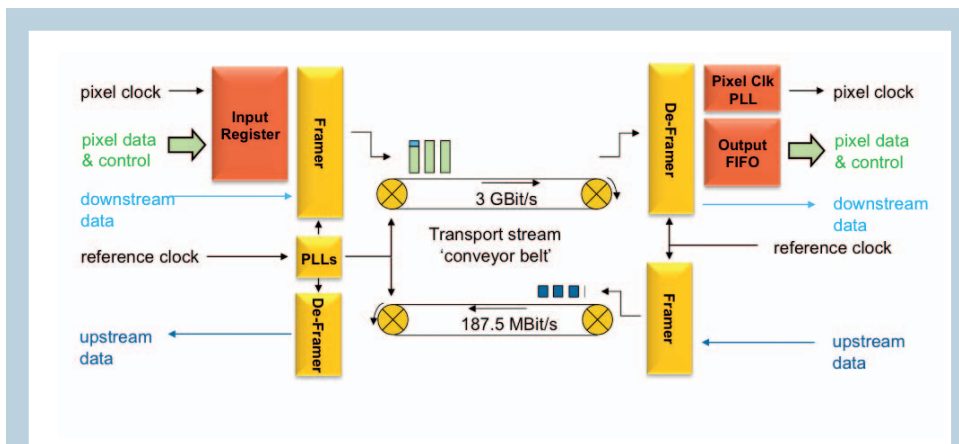 pixel clock
Input
Register
Framer
De-Framer
Pixel Clk
PLL
pixel clock
pixel data
& control
Output
FIFO
pixel data
& control
3 GBit/s
downstream
data
downstream
data
Transport stream
'conveyor belt'
reference clock
PLLs
reference clock
De-Framer
187.5 MBit/s
Framer
upstream
data
upstream
data